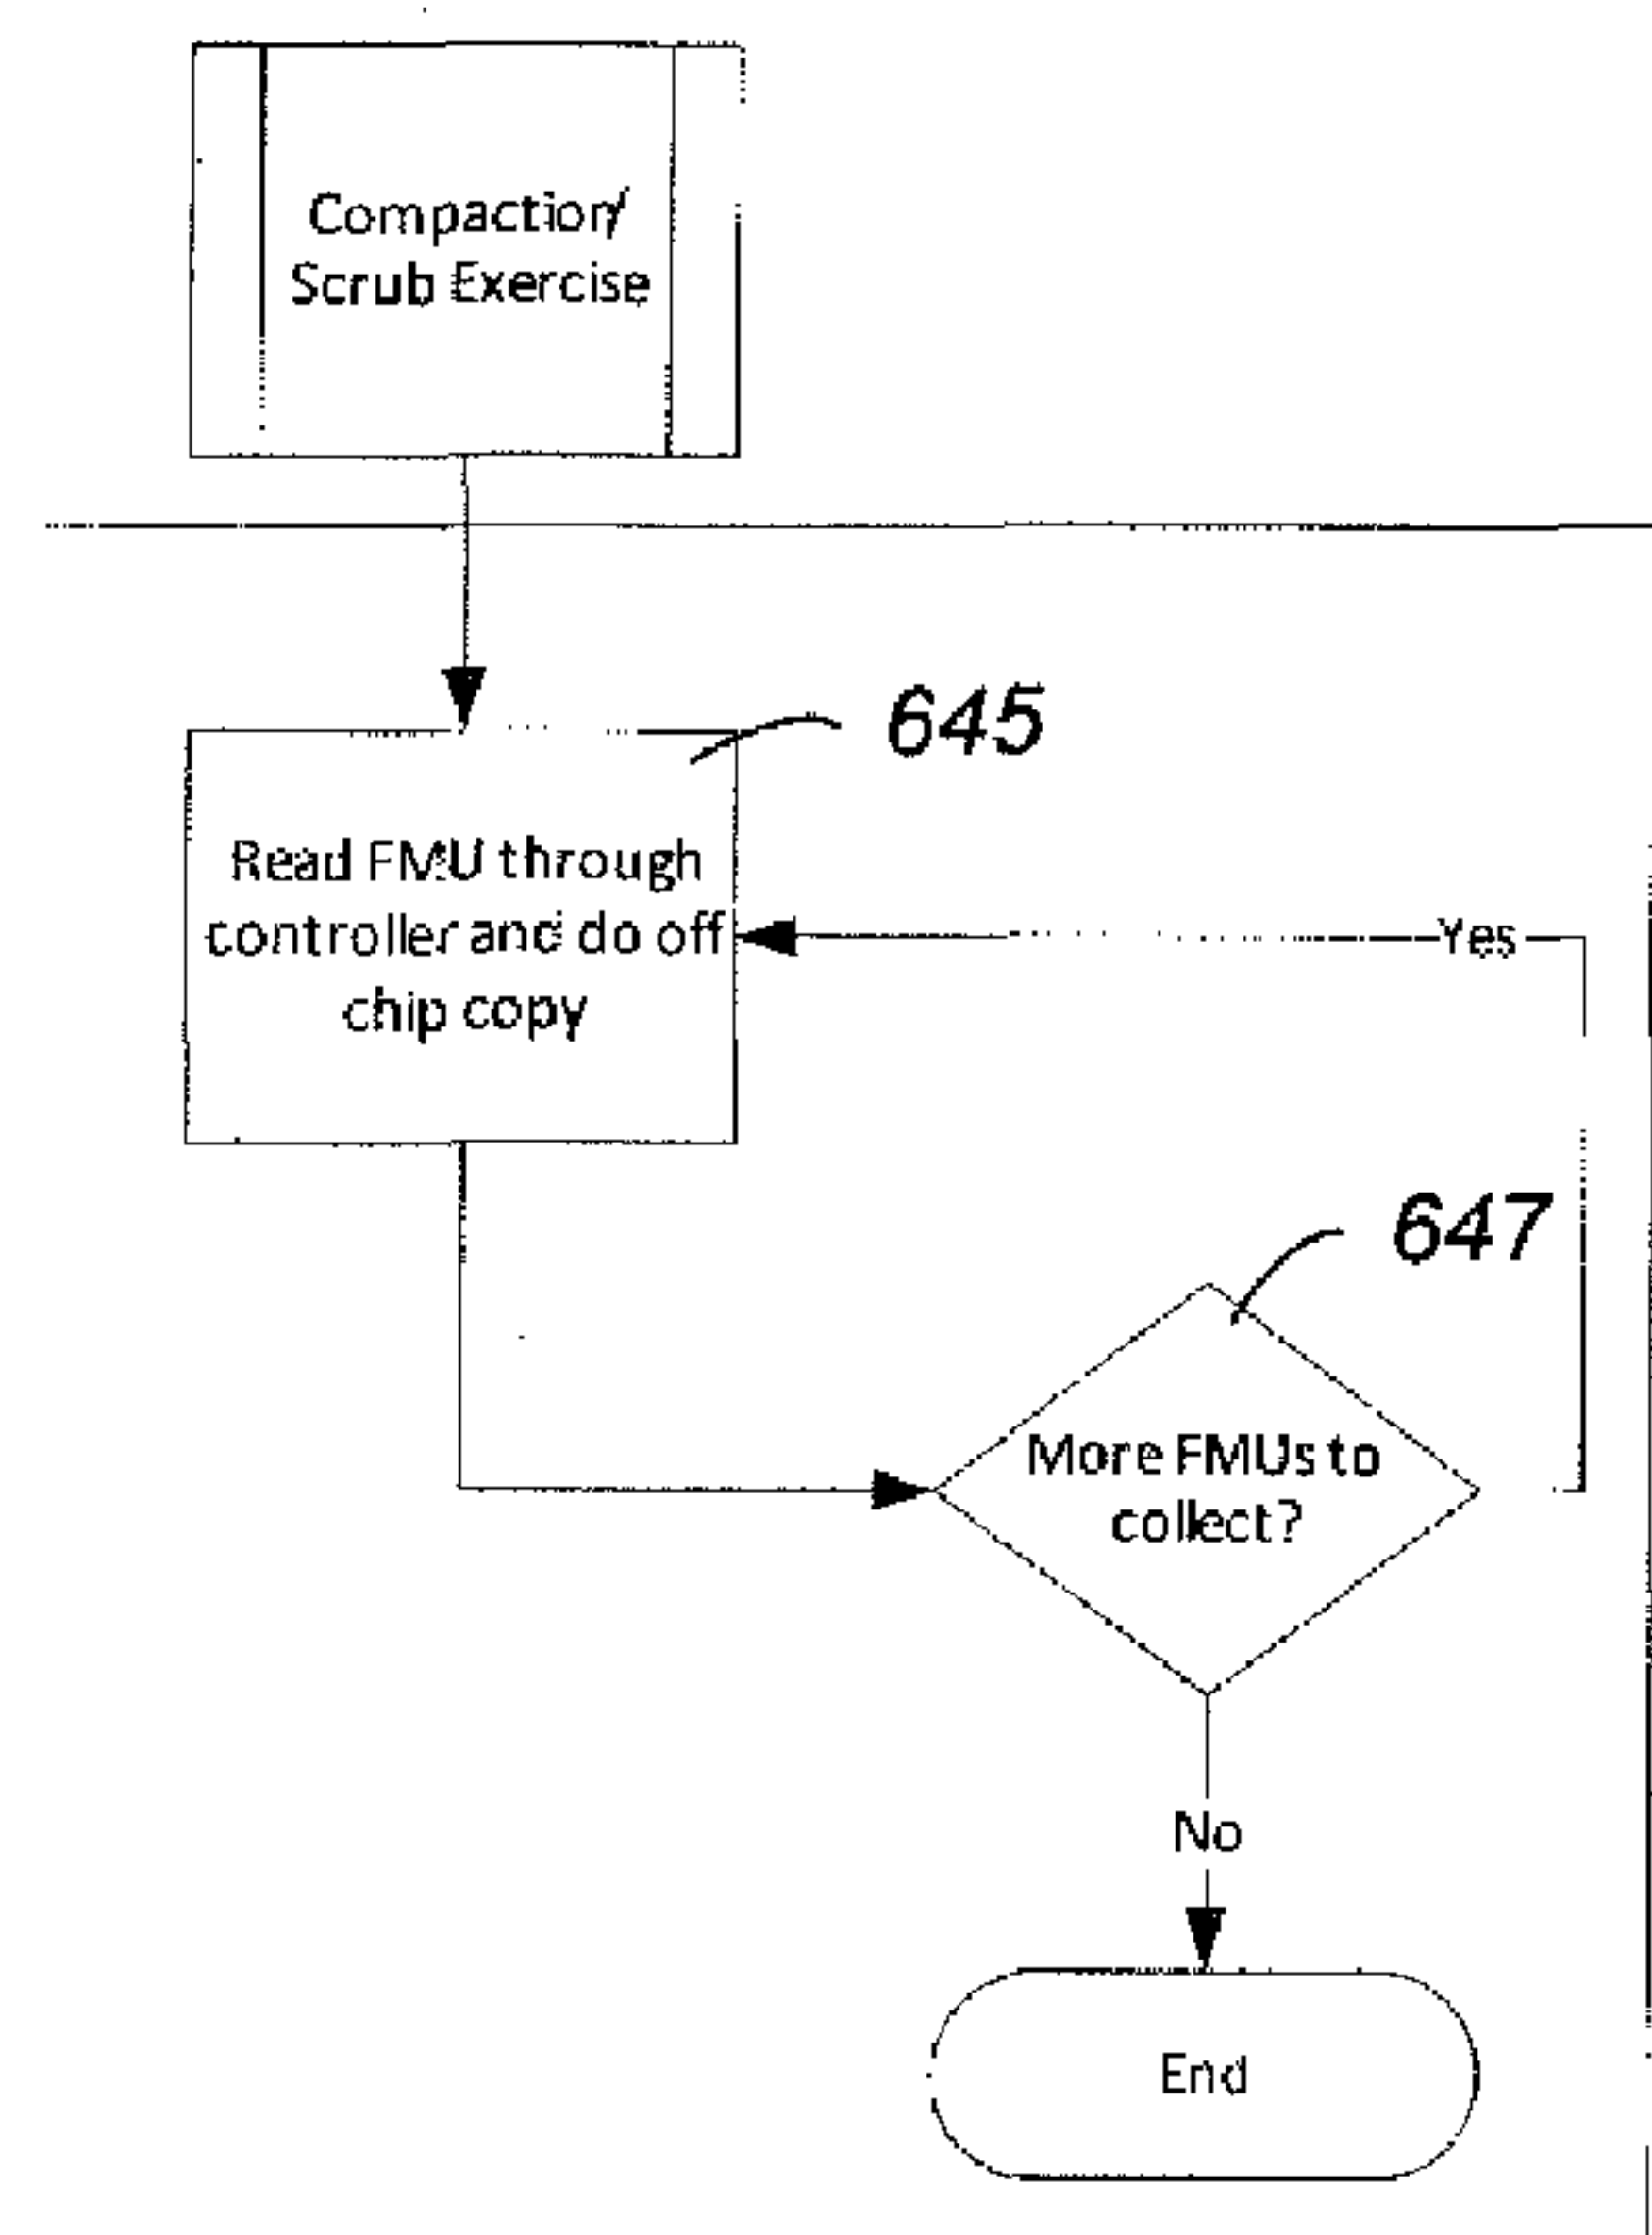 Compaction/
Scrub Exercise
645
Read FMU through
controller and do off
chip copy
Yes
647
More FMUs to
collect?
No
End